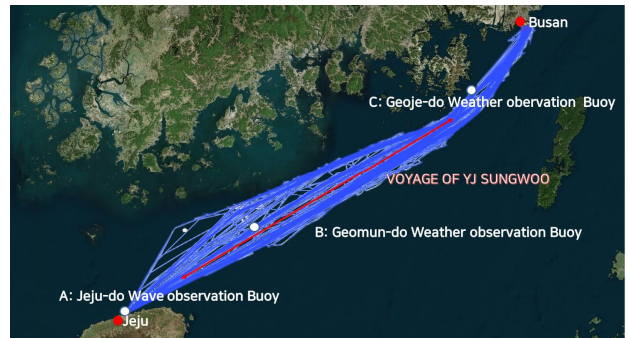 Busan
C: Geoje-do Weather obervation Buoy
VOYAGE OF YJ SUNGWOO
B: Geomun-do Weather observation Buoy
A: Jeju-do Wave observation Buoy
Jeju